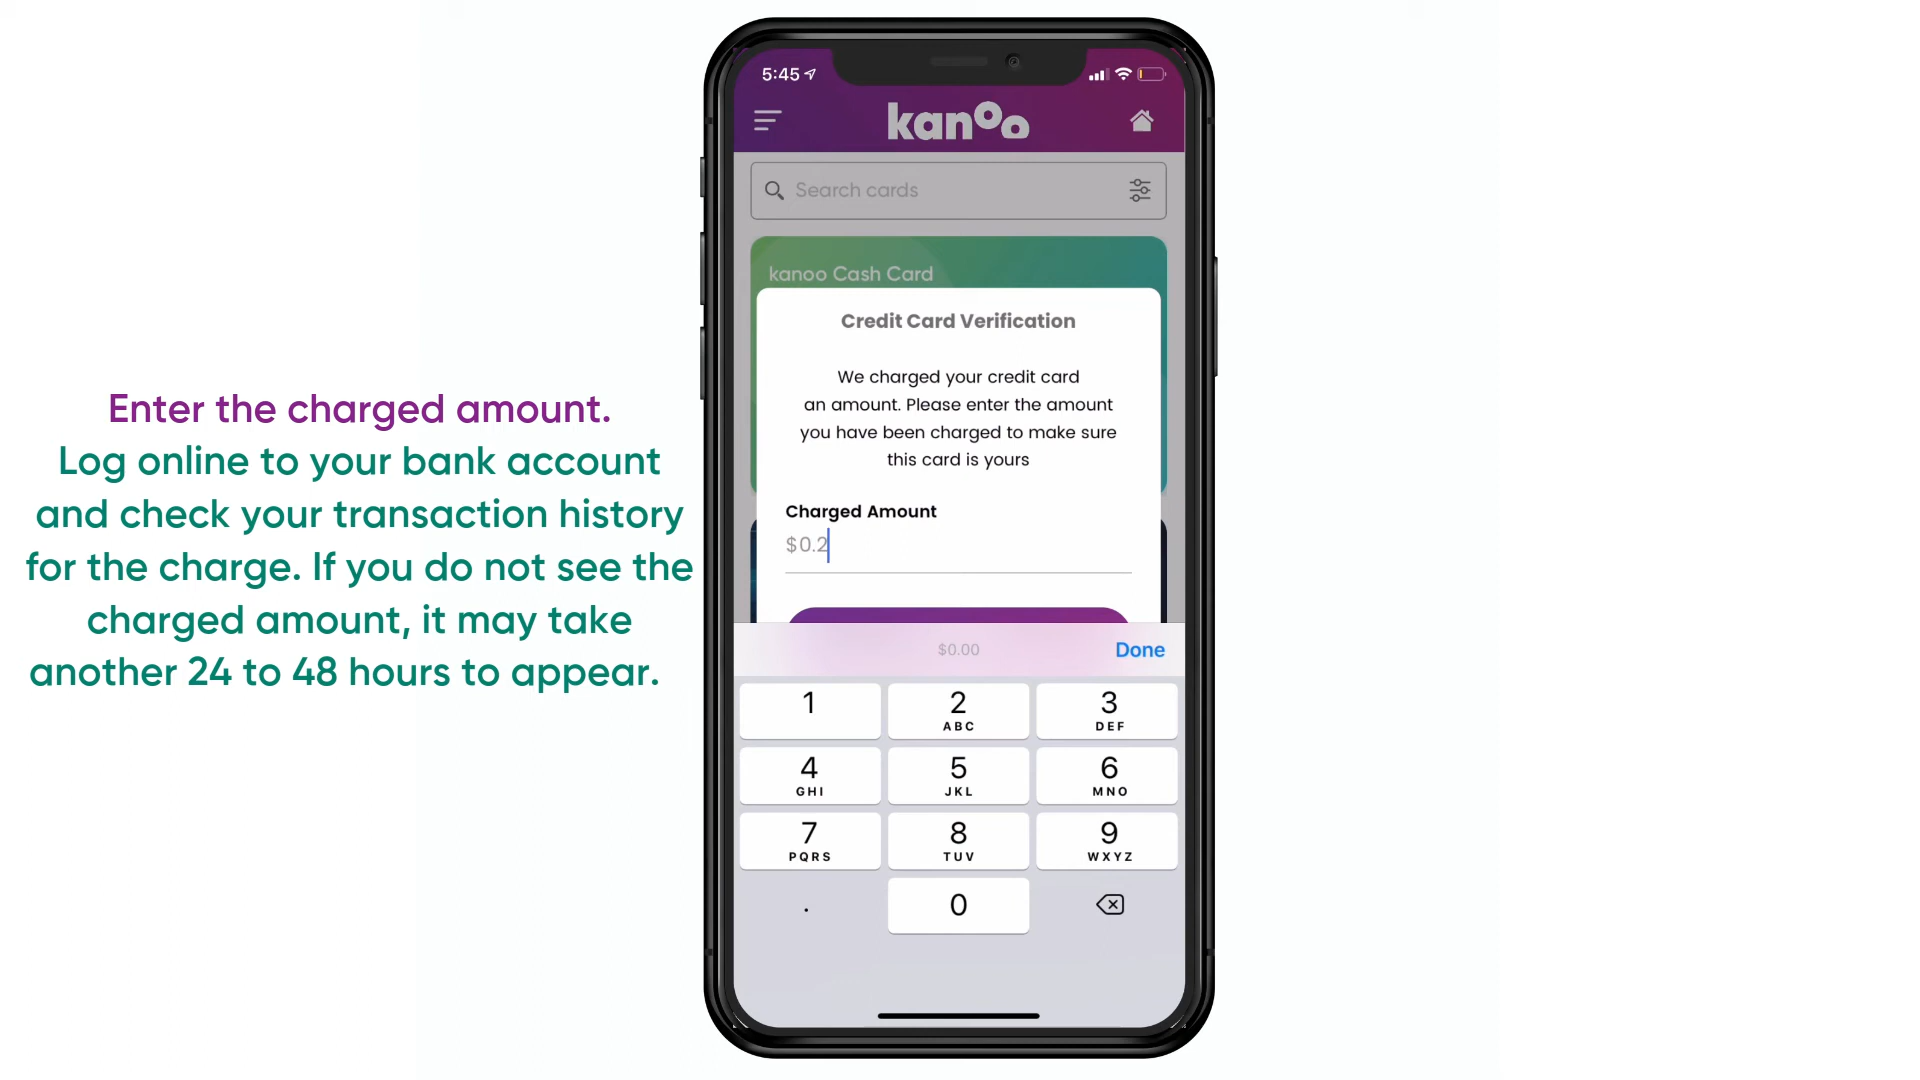 Enter the charged amount.
Log online to your bank account
and check your transaction history
for the charge. If you do not see the
charged amount, it may take
another 24 to 48 hours to appear.
5:45
kanoo
Search cards
kanoo Cash Card
Credit Card Verification
We charged your credit card
an amount. Please enter the amount
you have been charged to make sure
this card is yours
Charged Amount
$0.2
$0.00 Done
1 2 3
ABC DEF
4 5 6
GHI JKL MNO
7 8 9
PQRS TUV WXYZ
. 0